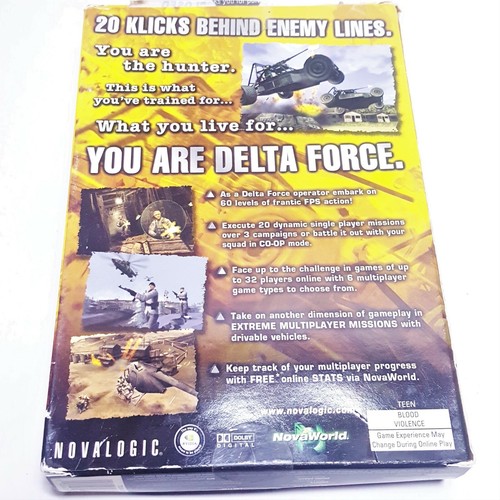 20 KLICKS BEHIND ENEMY LINES.
You are
the hunter.
This is what
you've trained for...
What you live for...
YOU ARE DELTA FORCE.
As a Delta Force operator embark on
60 levels of frantic FPS action!
Execute 20 dynamic single player missions
over 3 campaigns or battle it out with your
squad in CO-OP mode.
Face up to the challenge in games of up
to 32 players online with 6 multiplayer
game types to choose from.
Take on another dimension of gameplay in
EXTREME MULTIPLAYER MISSIONS with
drivable vehicles.
Keep track of your multiplayer progress
with FREE* online STATS via NovaWorld.
www.novalogic.com
TEEN
BLOOD
VIOLENCE
Game Experience May
Change During Online Play
NOVALOGIC
DOLBY
DIGITAL
NovaWorld